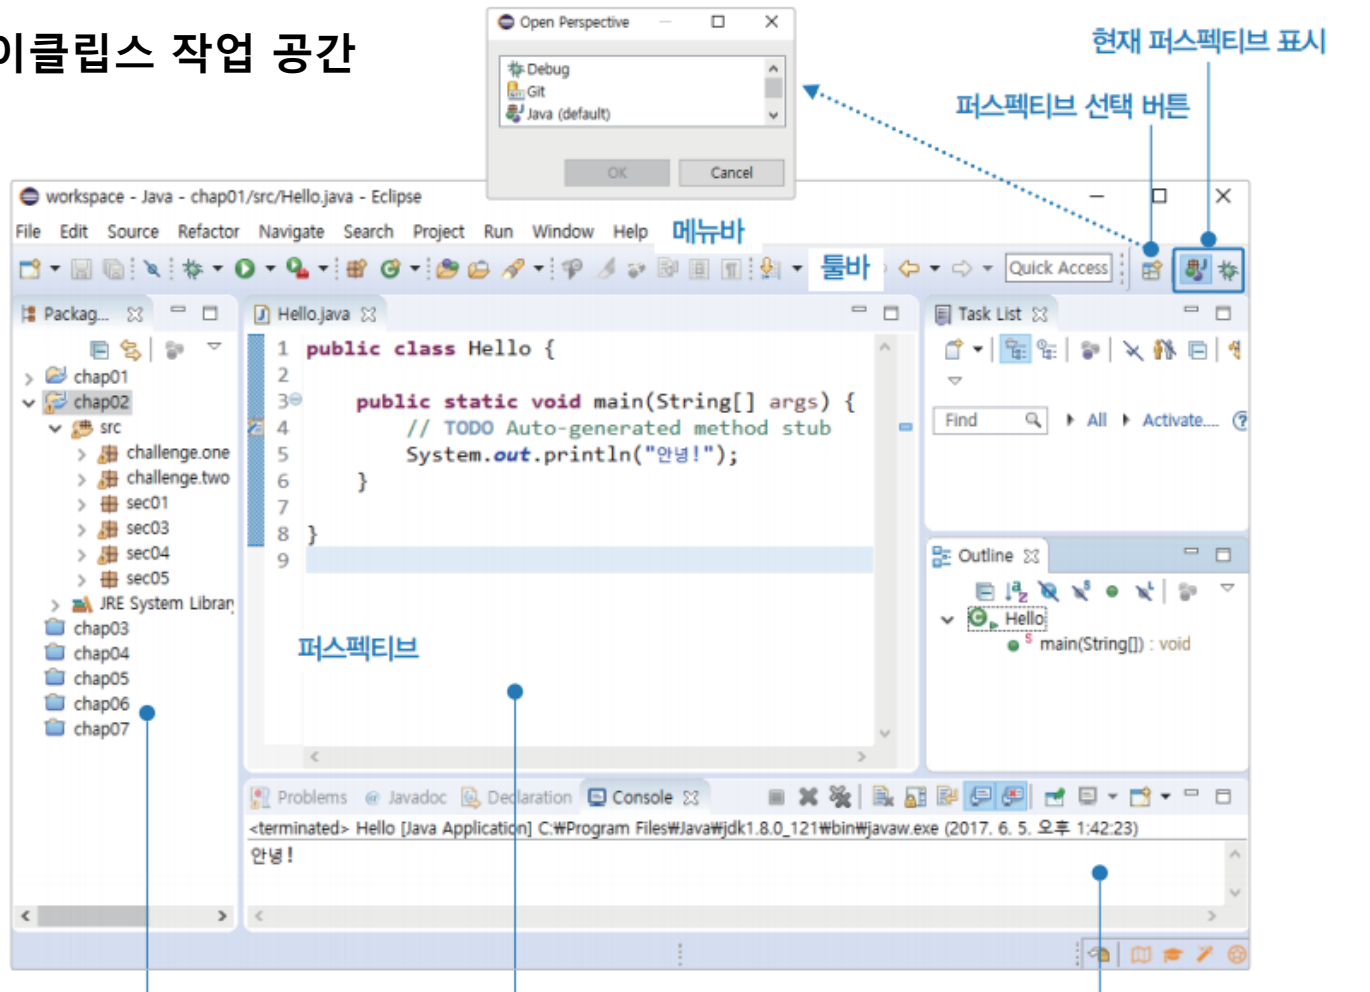 이클립스 작업 공간
Open Perspective
Debug
Git
Java (default)
OK Cancel
현재 퍼스펙티브 표시
퍼스펙티브 선택 버튼
workspace - Java - chap01/src/Hello.java - Eclipse
File Edit Source Refactor Navigate Search Project Run Window Help 메뉴바
툴바 Quick Access
Packag...
chap01
chap02
src
challenge.one
challenge.two
sec01
sec03
sec04
sec05
JRE System Library
chap03
chap04
chap05
chap06
chap07
Hello.java
1 public class Hello {
2
3 public static void main(String[] args) {
4 // TODO Auto-generated method stub
5 System.out.println("안녕!");
6 }
7
8 }
9
퍼스펙티브
Task List
Find All Activate....
Outline
Hello
main(String[]) : void
Problems Javadoc Declaration Console
<terminated> Hello [Java Application] C:₩Program Files₩Java₩jdk1.8.0_121₩bin₩javaw.exe (2017. 6. 5. 오후 1:42:23)
안녕!